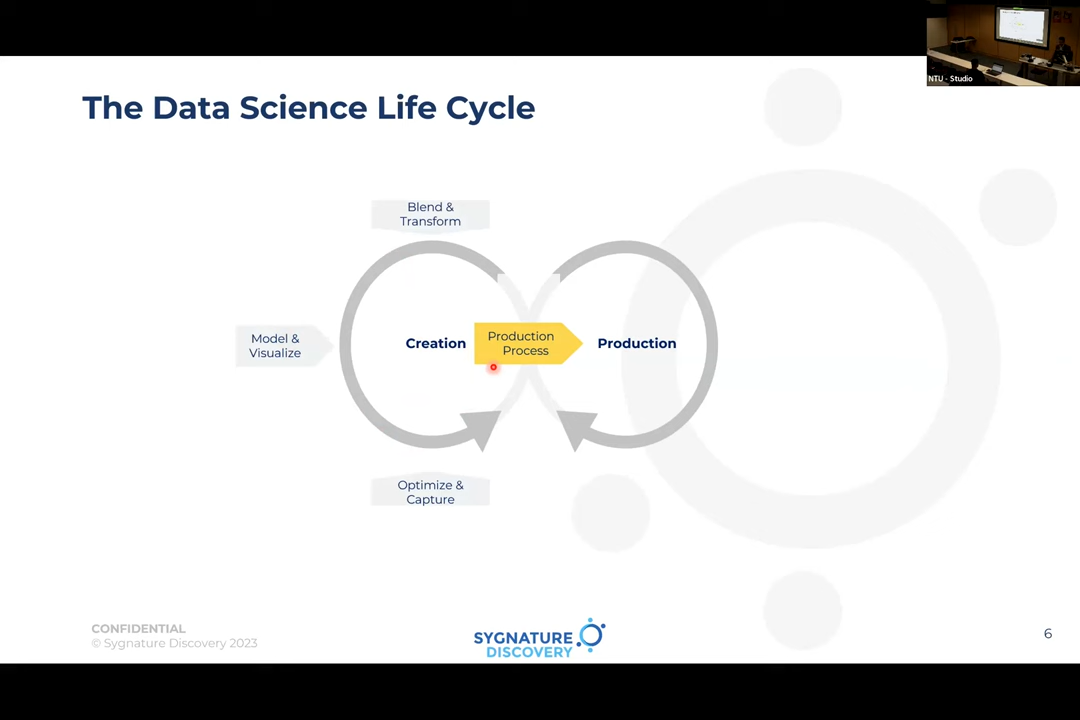 NTU - Studio
The Data Science Life Cycle
Blend &
Transform
Model &
Visualize
Creation
Production
Process
Production
Optimize &
Capture
CONFIDENTIAL
© Sygnature Discovery 2023
SYGNATURE
DISCOVERY
6